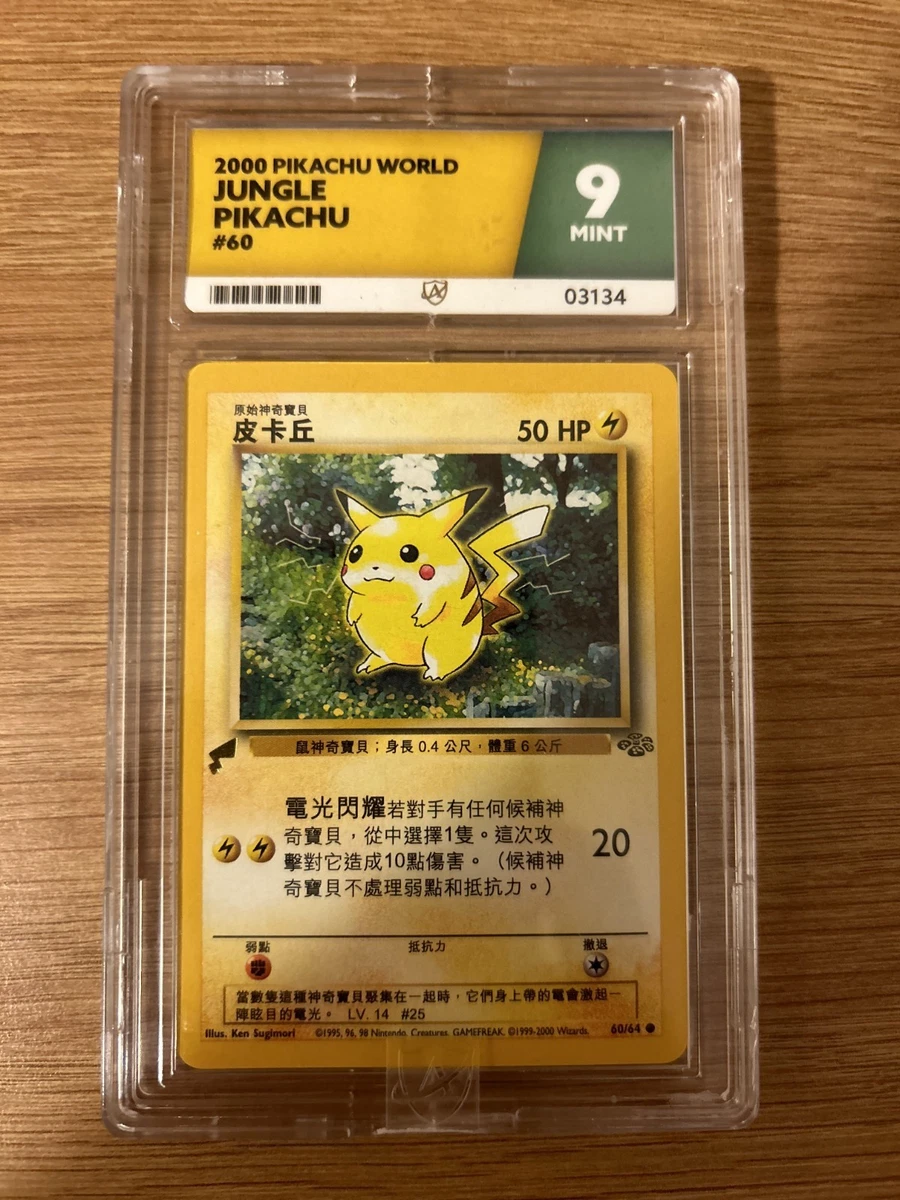 2000 PIKACHU WORLD
JUNGLE
PIKACHU
#60
9
MINT
03134
原始神奇寶貝
皮卡丘
50 HP
鼠神奇寶貝；身長 0.4 公尺，體重 6 公斤
電光閃耀若對手有任何候補神
奇寶貝，從中選擇1隻。這次攻
擊對它造成10點傷害。（候補神
奇寶貝不處理弱點和抵抗力。）
20
弱點
抵抗力
撤退
當數隻這種神奇寶貝聚集在一起時，它們身上帶的電會激起一
陣眩目的電光。 LV. 14 #25
Illus. Ken Sugimori
©1995, 96, 98 Nintendo, Creatures, GAMEFREAK. ©1999-2000 Wizards.
60/64